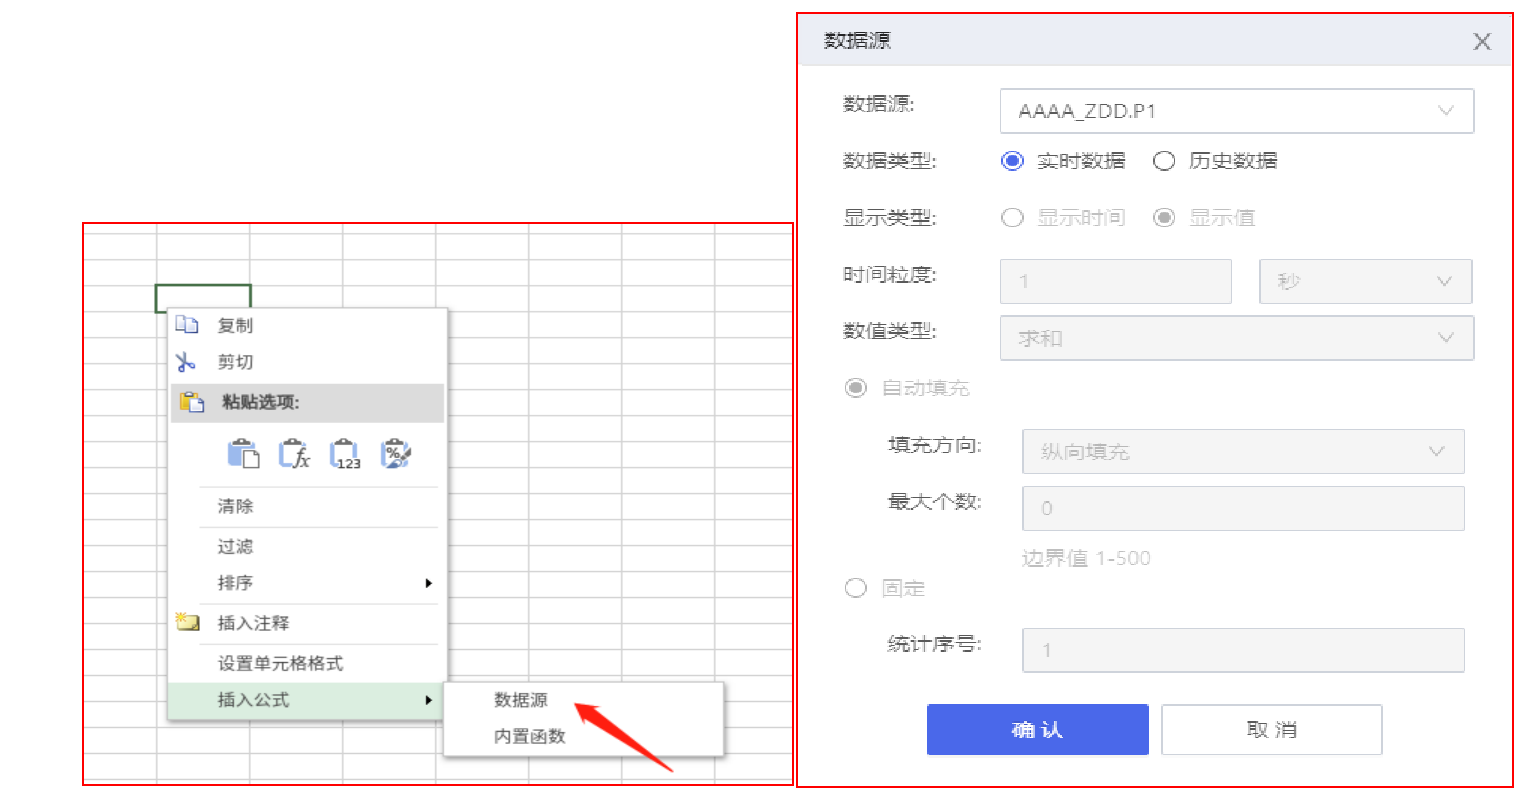 复制
剪切
粘贴选项:
fx
123
%
清除
过滤
排序
插入注释
设置单元格格式
插入公式
数据源
内置函数
数据源
数据源: AAAA_ZDD.P1
数据类型: 实时数据 历史数据
显示类型: 显示时间 显示值
时间粒度: 1 秒
数值类型: 求和
自动填充
填充方向: 纵向填充
最大个数: 0
边界值 1-500
固定
统计序号: 1
确 认 取 消